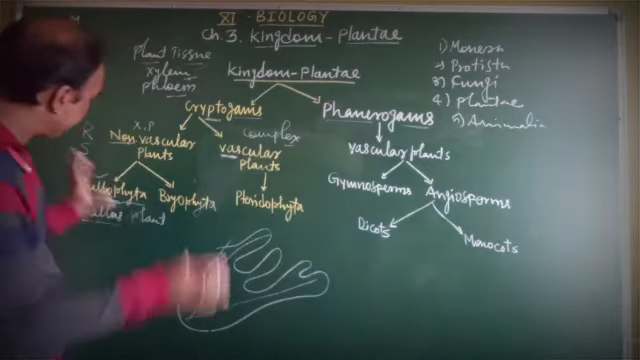 XI - BIOLOGY
Ch. 3. Kingdom - Plantae
Plant Tissue
xylem
phloem
Kingdom-Plantae
1) Monera
2) Protista
3) Fungi
4) Plantae
5) Animalia
Cryptogams
Phanerogams
X, P
Complex
Non vascular
Plants
vascular
plants
vascular plants
R
S
Bryophyta
Pteridophyta
Gymnosperms
Angiosperms
plant
Dicots
Monocots